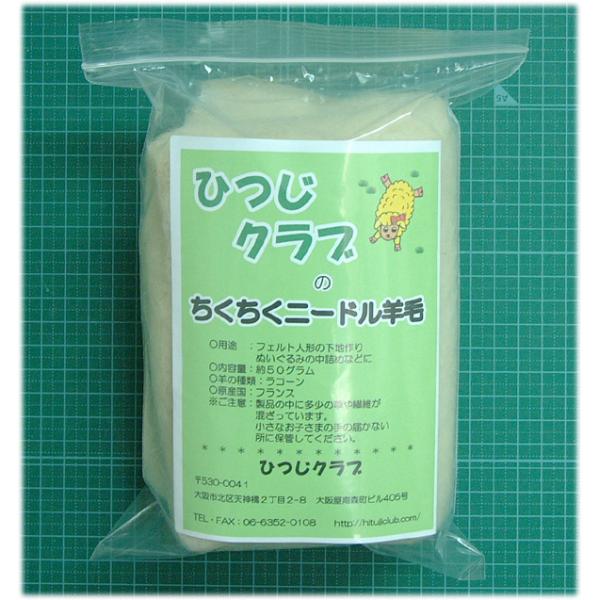 ひつじ
クラブ
の
ちくちくニードル羊毛
○用途 :フェルト人形の下地作り
ぬいぐるみの中詰めなどに
○内容量:約50グラム
○羊の種類:ラコーン
○原産国:フランス
※ご注意:製品の中に多少の草や繊維が
混ざっています。
小さなお子さまの手の届かない
所に保管してください。
* * * * * * * * * * * *
ひつじクラブ
〒530-0041
大阪市北区天神橋2丁目2-8 大阪屋南森町ビル405号
TEL・FAX:06-6352-0108 http://hitujiclub.com/
A5